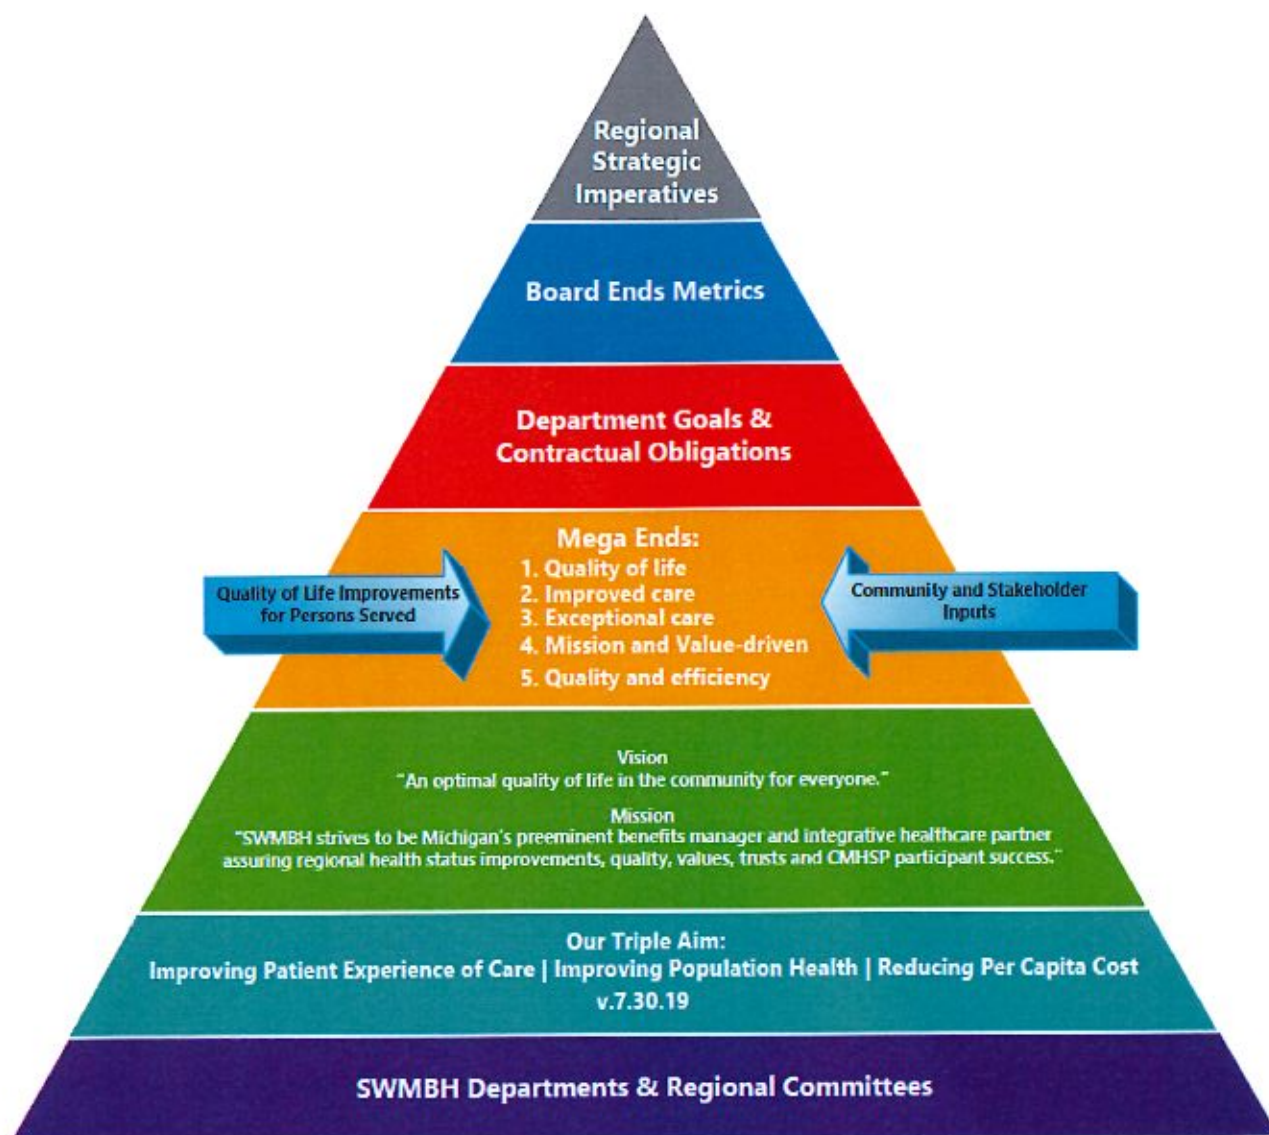 Regional
Strategic
Imperatives
Board Ends Metrics
Department Goals &
Contractual Obligations
Mega Ends:
1. Quality of life
2. Improved care
3. Exceptional care
4. Mission and Value-driven
5. Quality and efficiency
Quality of Life Improvements
for Persons Served
Community and Stakeholder
Inputs
Vision
"An optimal quality of life in the community for everyone."
Mission
"SWMBH strives to be Michigan's preeminent benefits manager and integrative healthcare partner
assuring regional health status improvements, quality, values, trusts and CMHSP participant success."
Our Triple Aim:
Improving Patient Experience of Care | Improving Population Health | Reducing Per Capita Cost
v.7.30.19
SWMBH Departments & Regional Committees